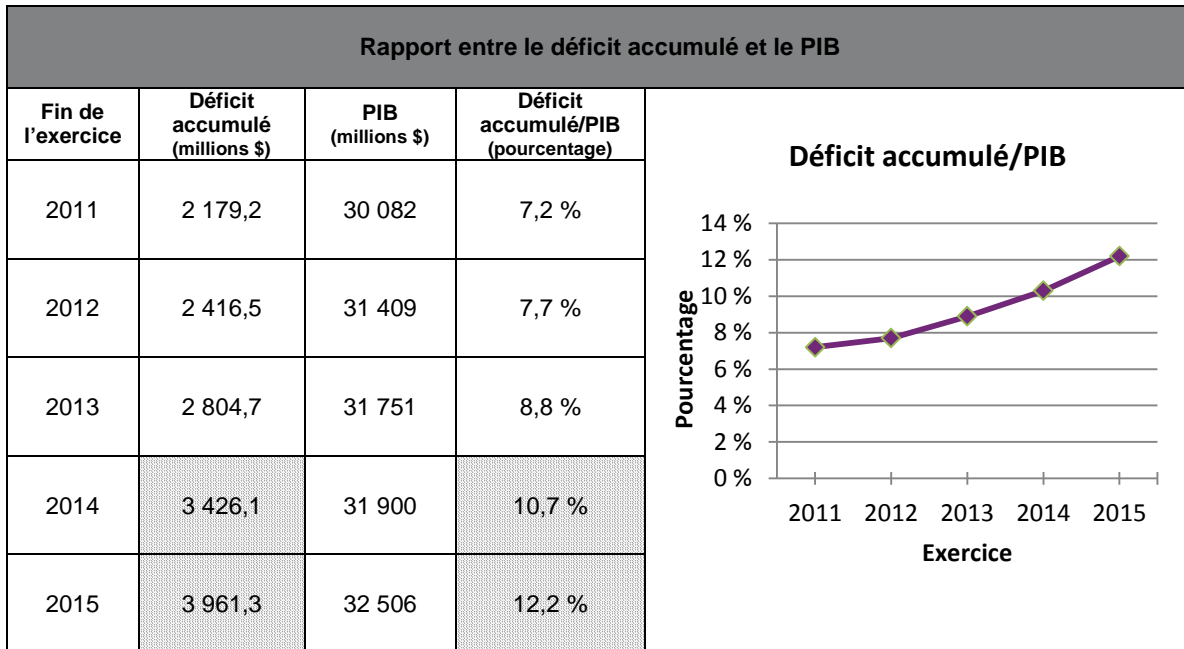 Rapport entre le déficit accumulé et le PIB
Fin de
l'exercice
Déficit
accumulé
(millions $)
PIB
(millions $)
Déficit
accumulé/PIB
(pourcentage)
2011
2 179,2
30 082
7,2 %
2012
2 416,5
31 409
7,7 %
2013
2 804,7
31 751
8,8 %
2014
3 426,1
31 900
10,7 %
2015
3 961,3
32 506
12,2 %
Déficit accumulé/PIB
Pourcentage
14 %
12 %
10 %
8 %
6 %
4 %
2 %
0 %
2011 2012 2013 2014 2015
Exercice